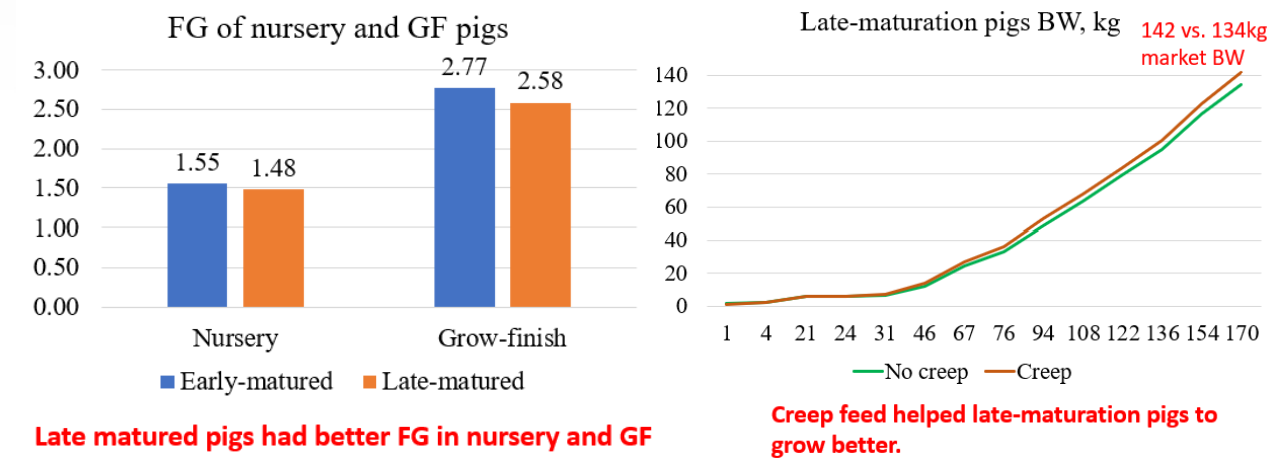 FG of nursery and GF pigs
3.00
2.50
2.00
1.50
1.00
0.50
0.00
1.55
1.48
2.77
2.58
Nursery
Grow-finish
Early-matured
Late-matured
Late matured pigs had better FG in nursery and GF
Late-maturation pigs BW, kg
142 vs. 134kg
market BW
140
120
100
80
60
40
20
0
1 4 21 24 31 46 67 76 94 108 122 136 154 170
No creep
Creep
Creep feed helped late-maturation pigs to
grow better.